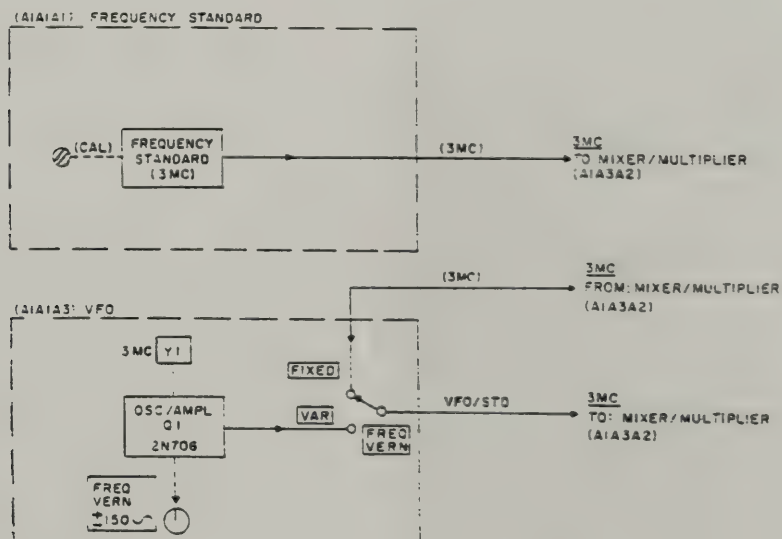 (A1A1A1) FREQUENCY STANDARD
(CAL)
FREQUENCY
STANDARD
(3MC)
(3MC)
3MC
TO MIXER/MULTIPLIER
(A1A3A2)
(3MC)
3MC
FROM: MIXER/MULTIPLIER
(A1A3A2)
(A1A1A3) VFO
3MC Y1
FIXED
OSC/AMPL
Q1
2N706
VAR
FREQ
VERN
VFO/STD
3MC
TO: MIXER/MULTIPLIER
(A1A3A2)
FREQ
VERN
±150 ~